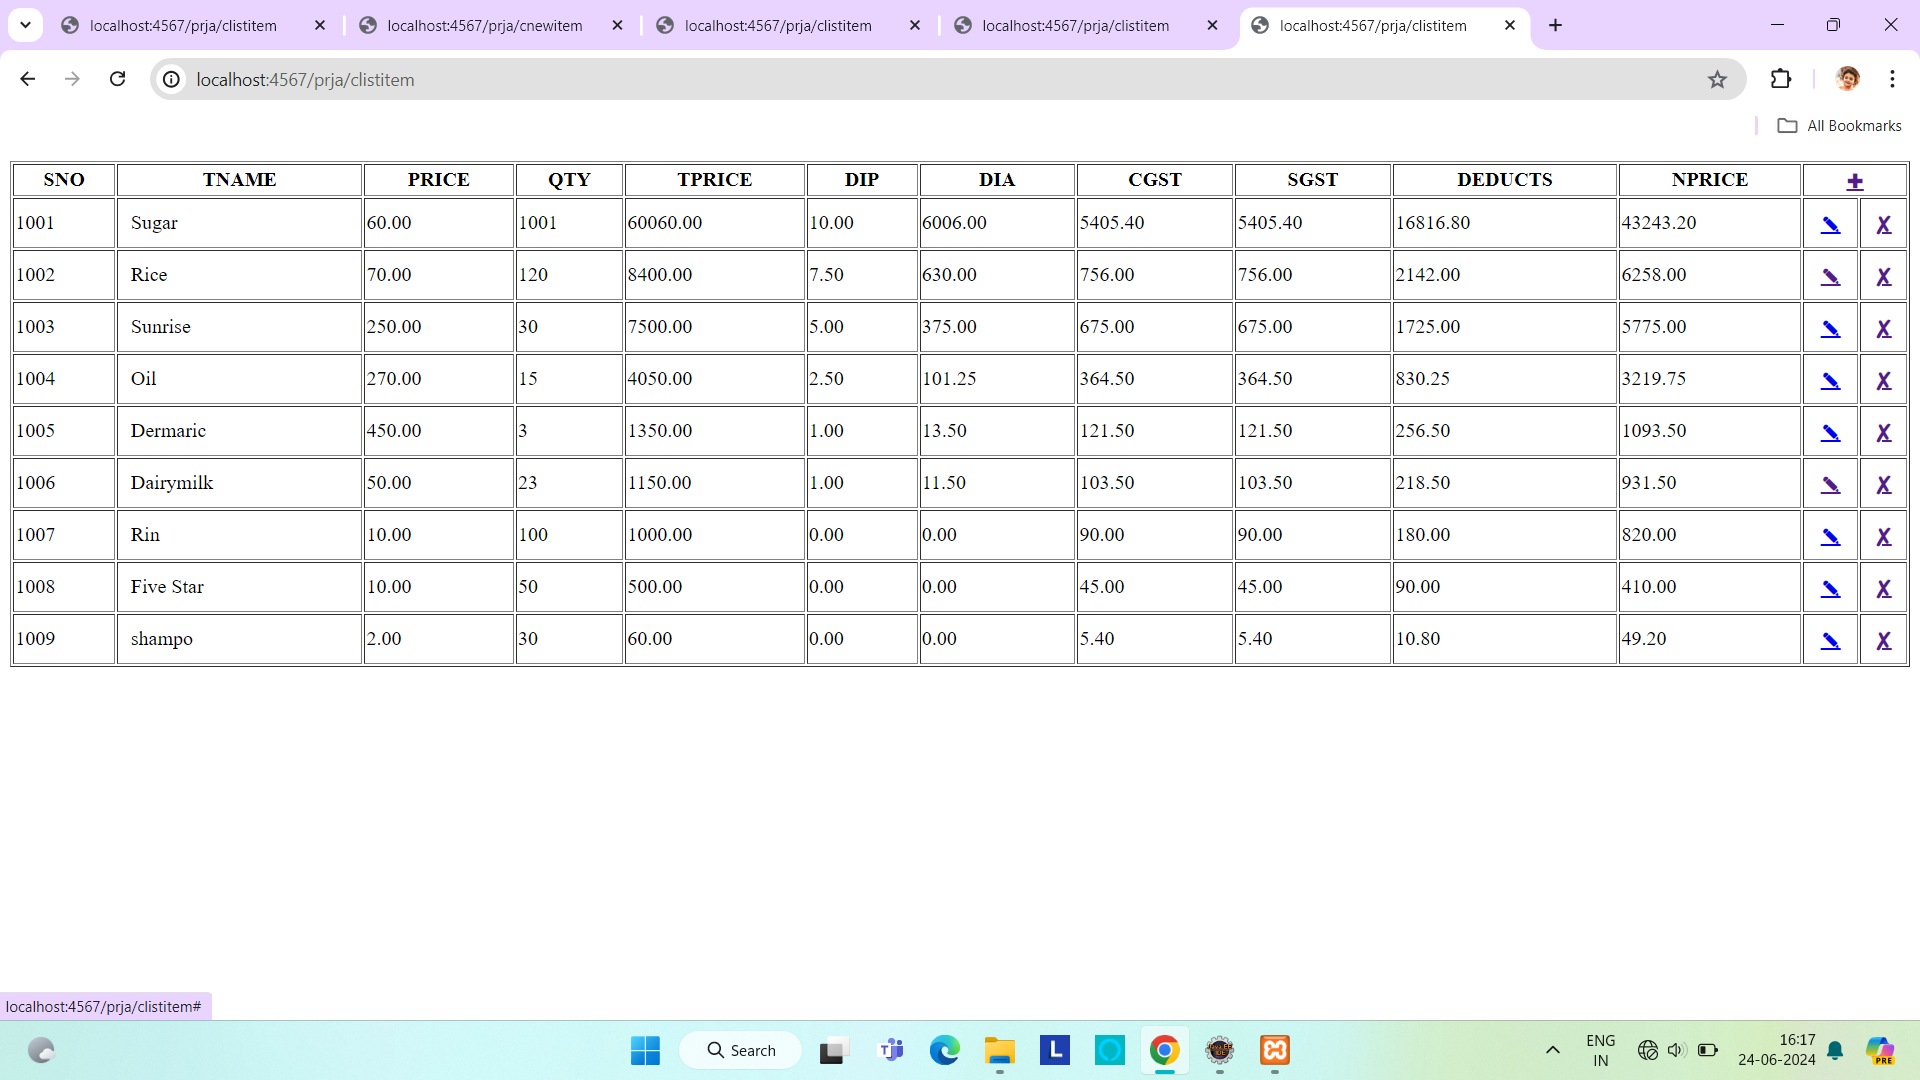 localhost:4567/prja/clistitem localhost:4567/prja/cnewitem localhost:4567/prja/clistitem localhost:4567/prja/clistitem localhost:4567/prja/clistitem
localhost:4567/prja/clistitem
All Bookmarks
SNO TNAME PRICE QTY TPRICE DIP DIA CGST SGST DEDUCTS NPRICE +
1001 Sugar 60.00 1001 60060.00 10.00 6006.00 5405.40 5405.40 16816.80 43243.20 X
1002 Rice 70.00 120 8400.00 7.50 630.00 756.00 756.00 2142.00 6258.00 X
1003 Sunrise 250.00 30 7500.00 5.00 375.00 675.00 675.00 1725.00 5775.00 X
1004 Oil 270.00 15 4050.00 2.50 101.25 364.50 364.50 830.25 3219.75 X
1005 Dermaric 450.00 3 1350.00 1.00 13.50 121.50 121.50 256.50 1093.50 X
1006 Dairymilk 50.00 23 1150.00 1.00 11.50 103.50 103.50 218.50 931.50 X
1007 Rin 10.00 100 1000.00 0.00 0.00 90.00 90.00 180.00 820.00 X
1008 Five Star 10.00 50 500.00 0.00 0.00 45.00 45.00 90.00 410.00 X
1009 shampo 2.00 30 60.00 0.00 0.00 5.40 5.40 10.80 49.20 X
localhost:4567/prja/clistitem#
Search
L
ENG
IN
16:17
24-06-2024
PRE